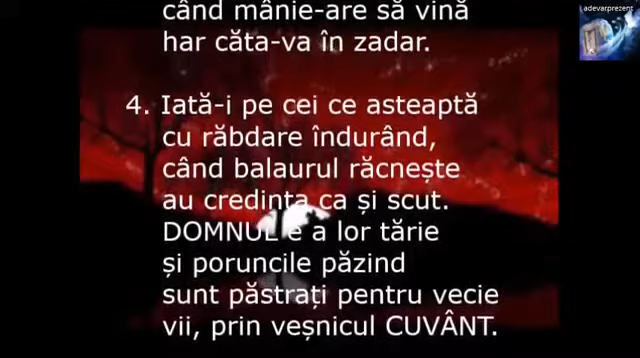 adevarprezent
când mânie-are să vină
har căta-va în zadar.
4. Iată-i pe cei ce asteaptă
cu răbdare îndurând,
când balaurul răcnește
au credința ca și scut.
DOMNUL e a lor tărie
și poruncile păzind
sunt păstrați pentru vecie
vii, prin veșnicul CUVÂNT.